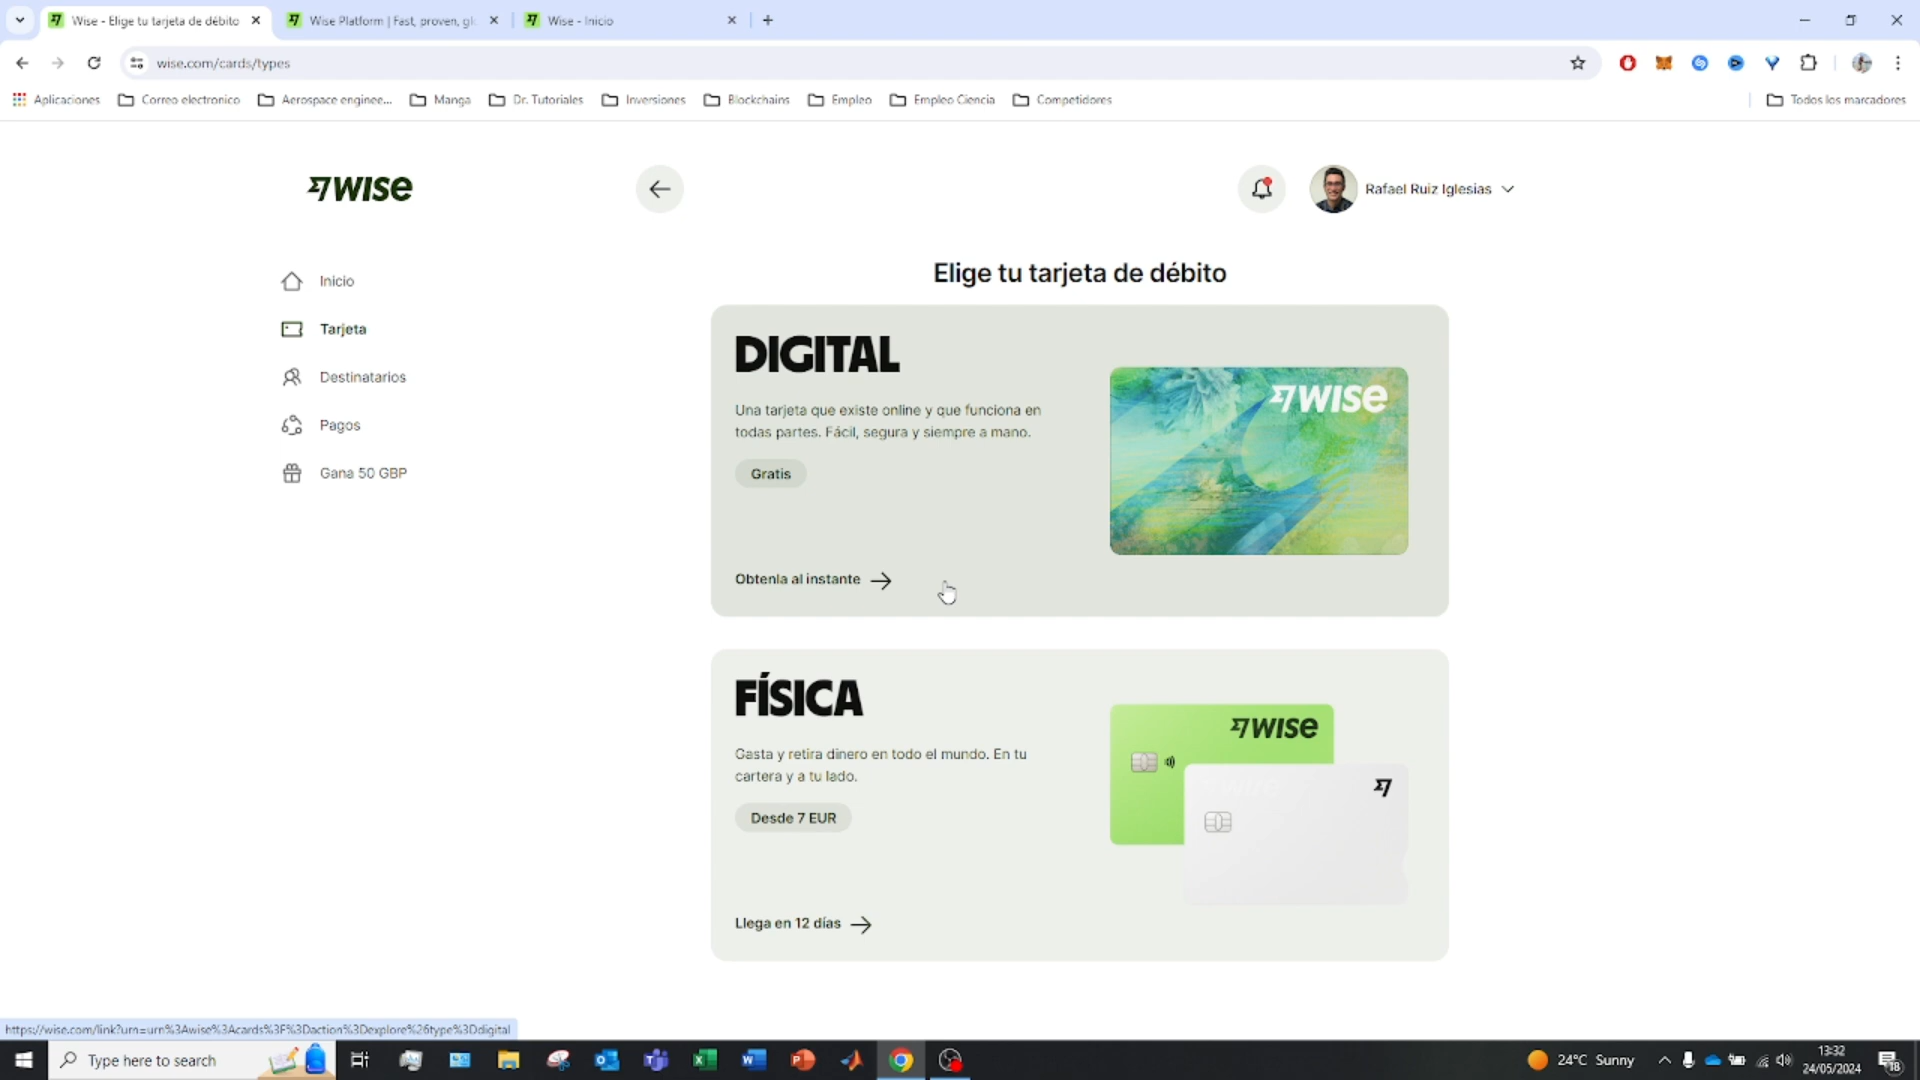 Wise - Elige tu tarjeta de débito
Wise Platform | Fast, proven, gl
Wise - Inicio
wise.com/cards/types
Aplicaciones
Correo electronico
Aerospace enginee...
Manga
Dr. Tutoriales
Inversiones
Blockchains
Empleo
Empleo Ciencia
Competidores
Todos los marcadores
WISE
Rafael Ruiz Iglesias
Inicio
Tarjeta
Destinatarios
Pagos
Gana 50 GBP
Elige tu tarjeta de débito
DIGITAL
Una tarjeta que existe online y que funciona en
todas partes. Fácil, segura y siempre a mano.
Gratis
Obtenla al instante
WISE
FÍSICA
Gasta y retira dinero en todo el mundo. En tu
cartera y a tu lado.
Desde 7 EUR
Llega en 12 días
WISE
https://wise.com/link?urn=urn%3Awise%3Acards%3F%3Daction%3Dexplore%26type%3Ddigital
Type here to search
24°C Sunny
13:32
24/05/2024
18